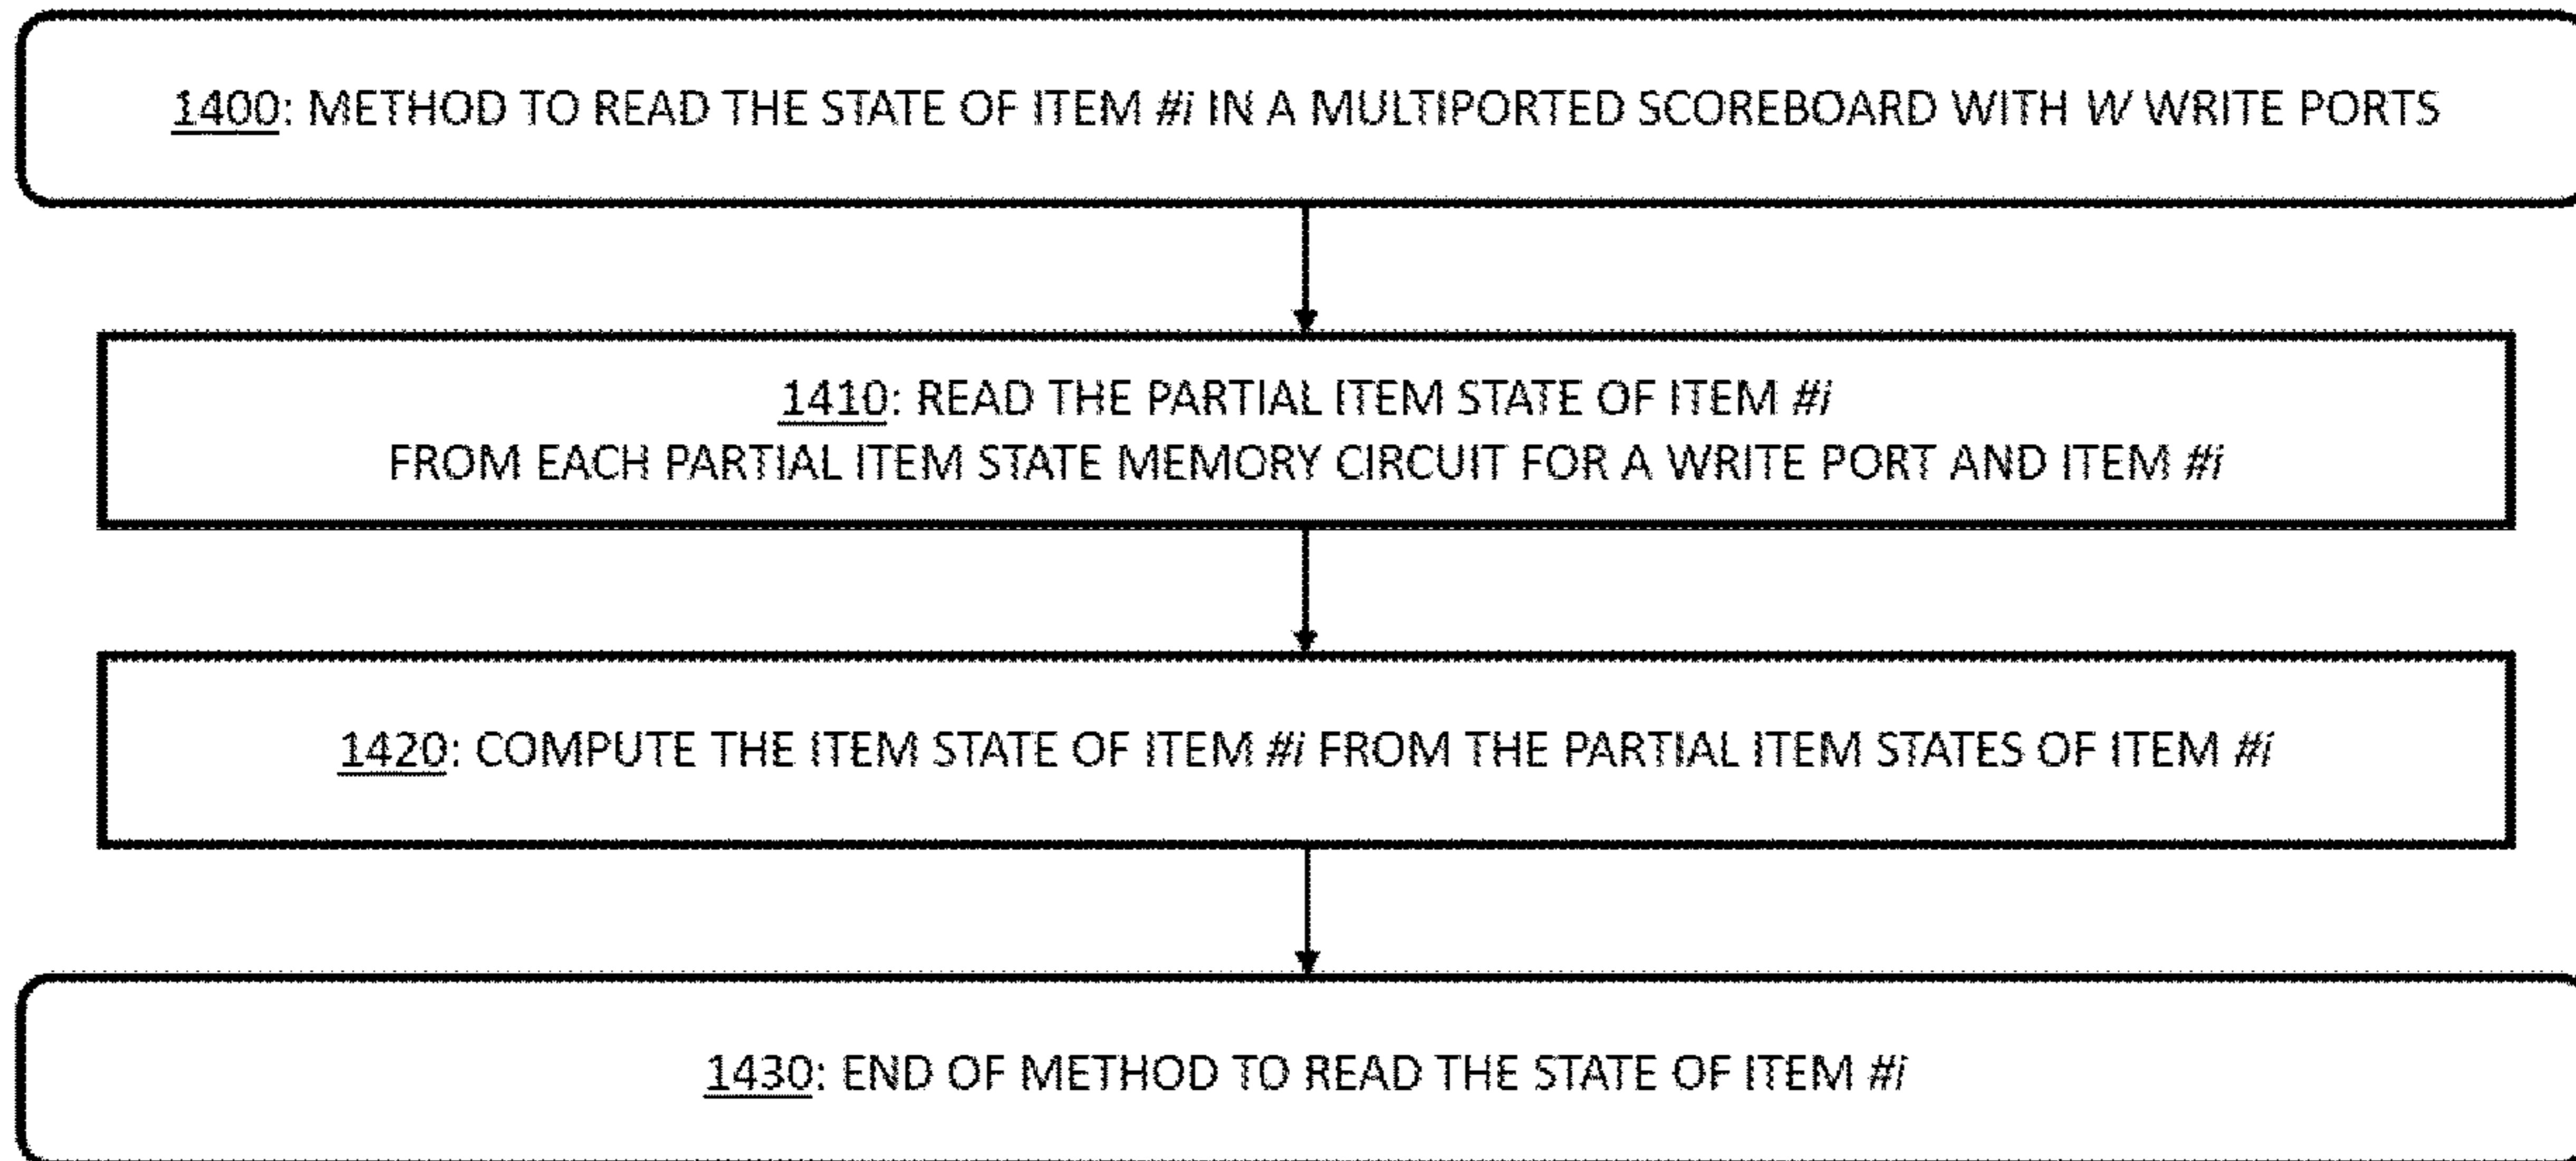 1400: METHOD TO READ THE STATE OF ITEM #i IN A MULTIPORTED SCOREBOARD WITH W WRITE PORTS
1410: READ THE PARTIAL ITEM STATE OF ITEM #i
FROM EACH PARTIAL ITEM STATE MEMORY CIRCUIT FOR A WRITE PORT AND ITEM #i
1420: COMPUTE THE ITEM STATE OF ITEM #i FROM THE PARTIAL ITEM STATES OF ITEM #i
1430: END OF METHOD TO READ THE STATE OF ITEM #i